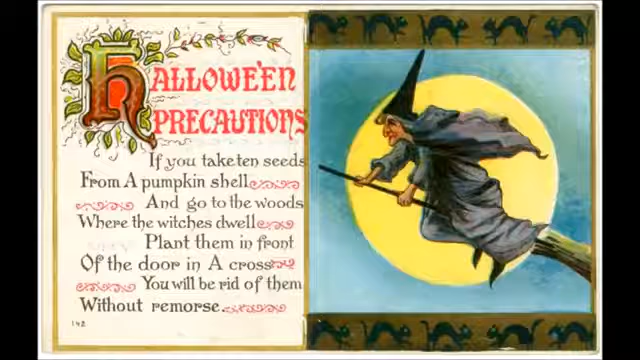 HALLOWE'EN
PRECAUTIONS
If you take ten seeds
From A pumpkin shell
And go to the woods
Where the witches dwell
Plant them in front
Of the door in A cross
You will be rid of them
Without remorse.
142